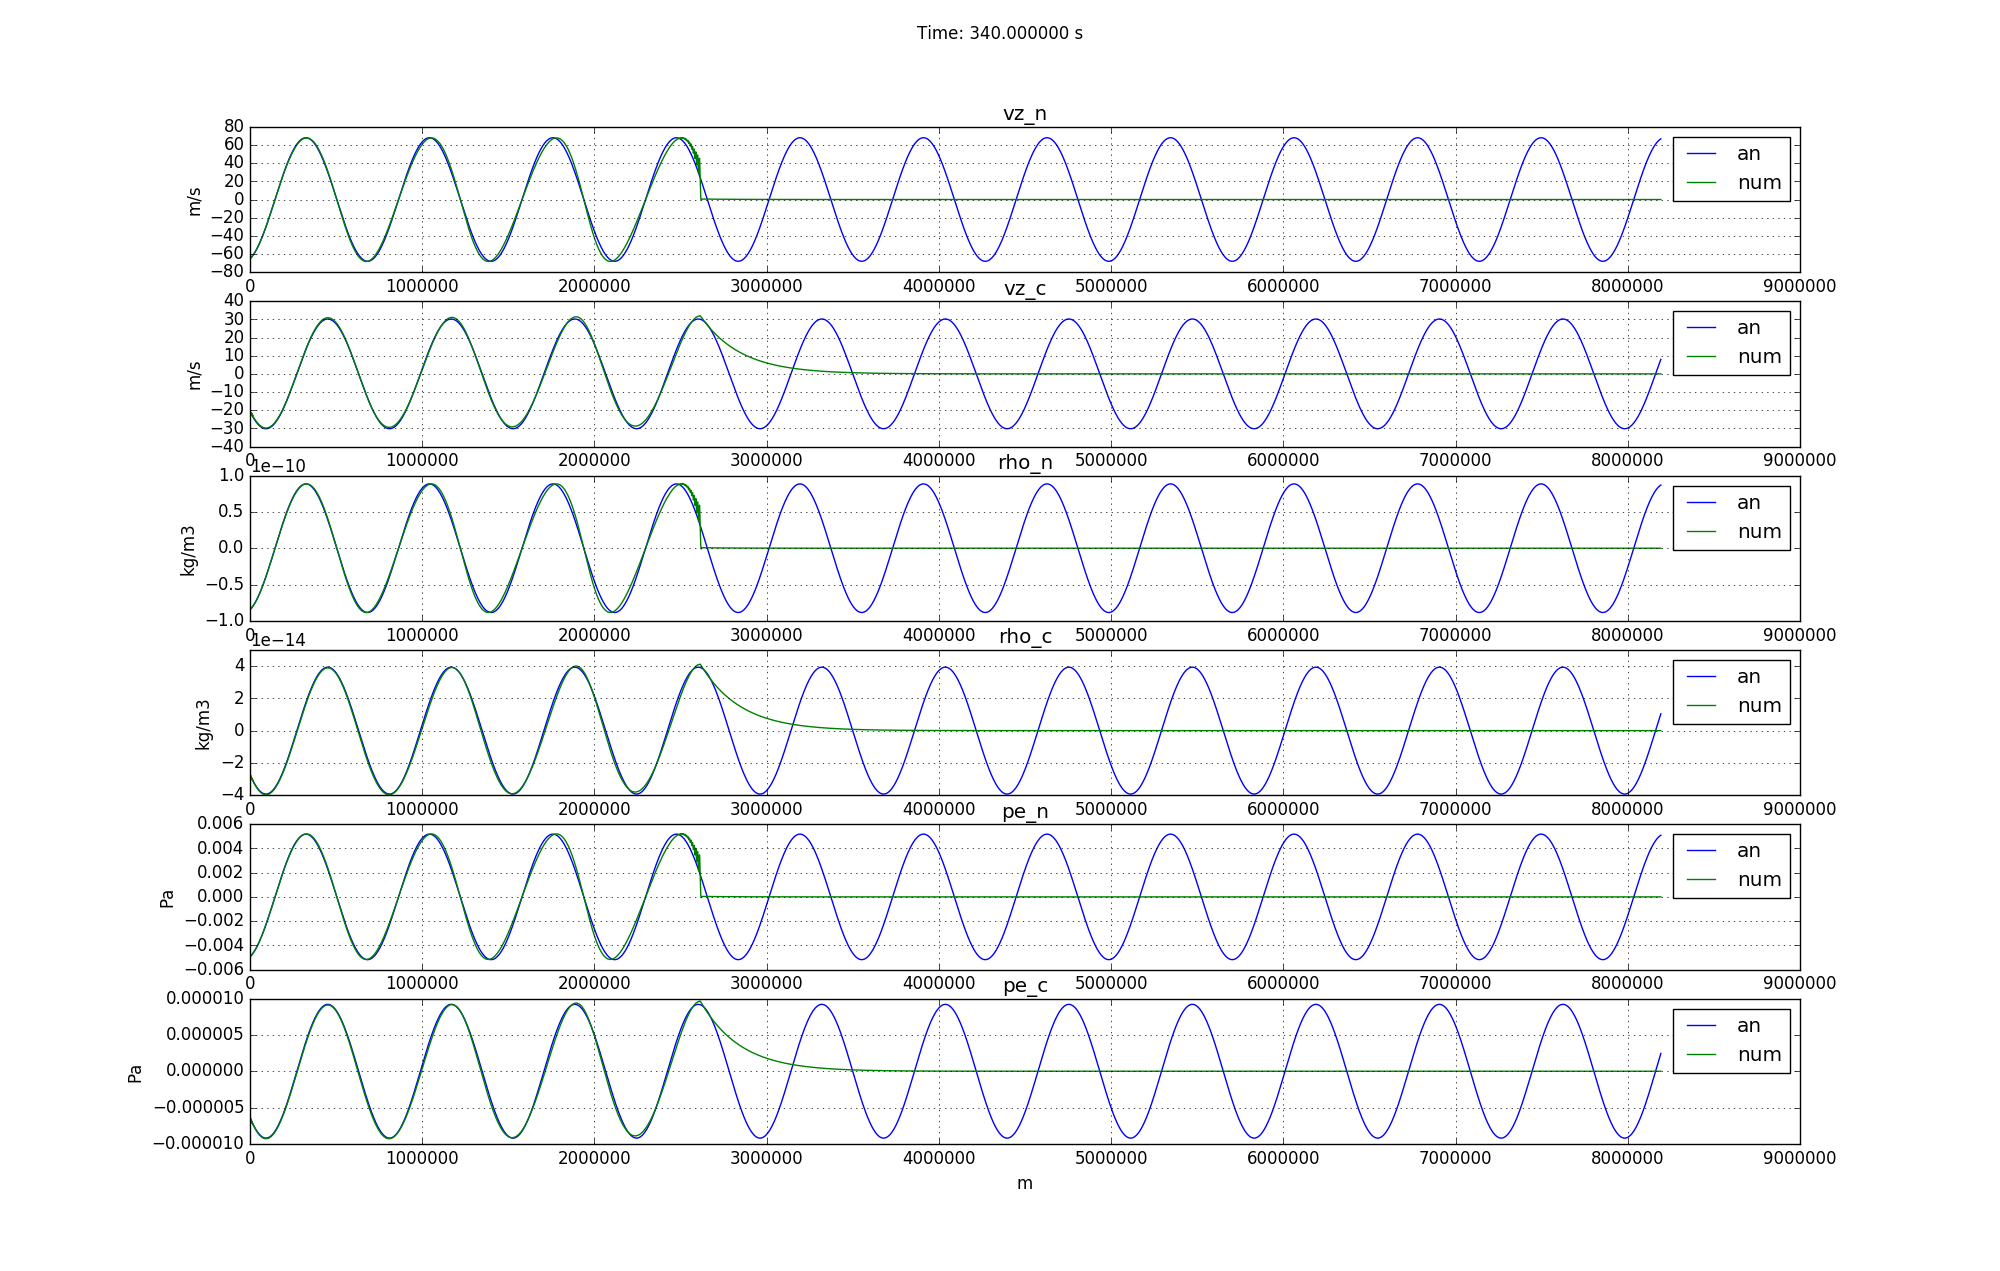 Time: 340.000000 s
vz_n
80
60
40
20
0
−20
−40
−60
−80
m/s
an
num
0 1000000 2000000 3000000 4000000 5000000 6000000 7000000 8000000 9000000
vz_c
40
30
20
10
0
−10
−20
−30
−40
m/s
an
num
0 1000000 2000000 3000000 4000000 5000000 6000000 7000000 8000000 9000000
1e−10
rho_n
1.0
0.5
0.0
−0.5
−1.0
kg/m3
an
num
0 1000000 2000000 3000000 4000000 5000000 6000000 7000000 8000000 9000000
1e−14
rho_c
4
2
0
−2
−4
kg/m3
an
num
0 1000000 2000000 3000000 4000000 5000000 6000000 7000000 8000000 9000000
pe_n
0.006
0.004
0.002
0.000
−0.002
−0.004
−0.006
Pa
an
num
0 1000000 2000000 3000000 4000000 5000000 6000000 7000000 8000000 9000000
pe_c
0.000010
0.000005
0.000000
−0.000005
−0.000010
Pa
an
num
0 1000000 2000000 3000000 4000000 5000000 6000000 7000000 8000000 9000000
m